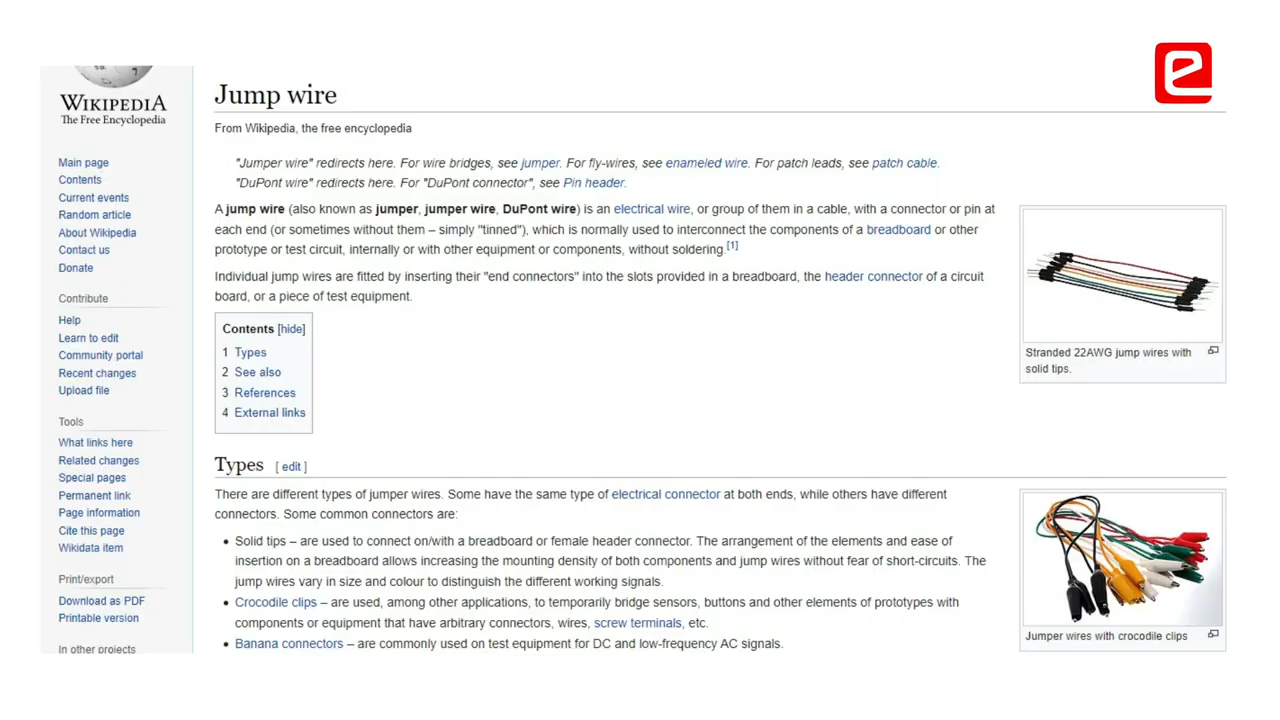 WIKIPEDIA
The Free Encyclopedia
Main page
Contents
Current events
Random article
About Wikipedia
Contact us
Donate
Contribute
Help
Learn to edit
Community portal
Recent changes
Upload file
Tools
What links here
Related changes
Special pages
Permanent link
Page information
Cite this page
Wikidata item
Print/export
Download as PDF
Printable version
In other projects
e
Jump wire
From Wikipedia, the free encyclopedia
"Jumper wire" redirects here. For wire bridges, see jumper. For fly-wires, see enameled wire. For patch leads, see patch cable.
"DuPont wire" redirects here. For "DuPont connector", see Pin header.
A jump wire (also known as jumper, jumper wire, DuPont wire) is an electrical wire, or group of them in a cable, with a connector or pin at
each end (or sometimes without them – simply "tinned"), which is normally used to interconnect the components of a breadboard or other
prototype or test circuit, internally or with other equipment or components, without soldering.[1]
Individual jump wires are fitted by inserting their "end connectors" into the slots provided in a breadboard, the header connector of a circuit
board, or a piece of test equipment.
Stranded 22AWG jump wires with
solid tips.
Contents [hide]
1 Types
2 See also
3 References
4 External links
Types [ edit ]
There are different types of jumper wires. Some have the same type of electrical connector at both ends, while others have different
connectors. Some common connectors are:
• Solid tips – are used to connect on/with a breadboard or female header connector. The arrangement of the elements and ease of
insertion on a breadboard allows increasing the mounting density of both components and jump wires without fear of short-circuits. The
jump wires vary in size and colour to distinguish the different working signals.
• Crocodile clips – are used, among other applications, to temporarily bridge sensors, buttons and other elements of prototypes with
components or equipment that have arbitrary connectors, wires, screw terminals, etc.
• Banana connectors – are commonly used on test equipment for DC and low-frequency AC signals.
Jumper wires with crocodile clips